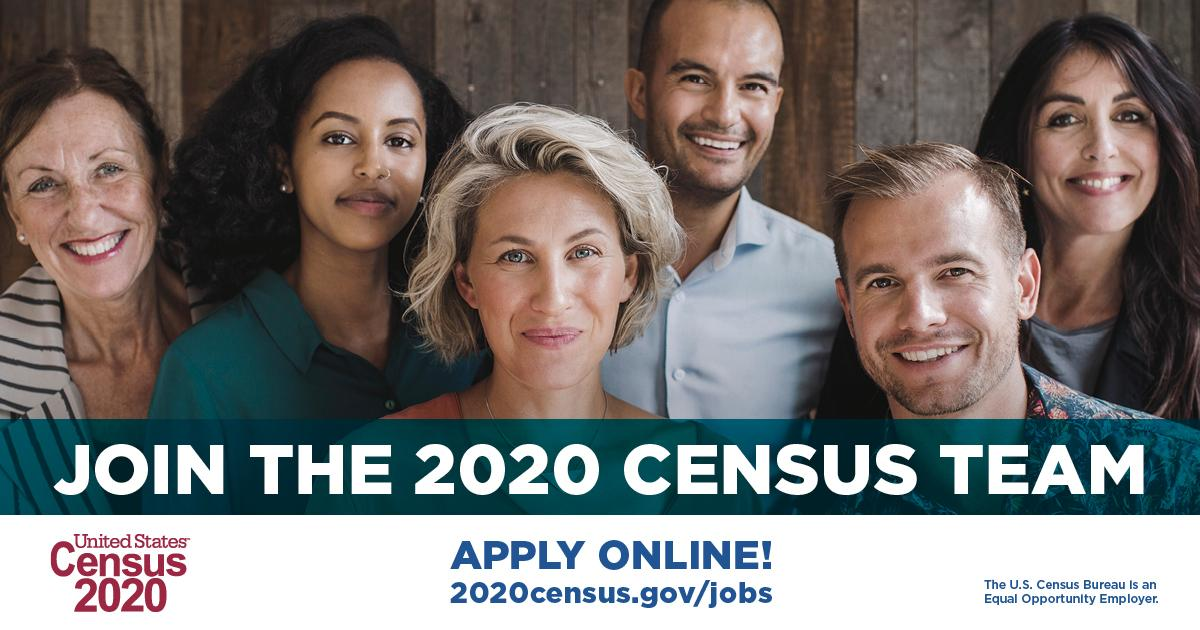 JOIN THE 2020 CENSUS TEAM
United States™
Census
2020
APPLY ONLINE!
2020census.gov/jobs
The U.S. Census Bureau is an
Equal Opportunity Employer.